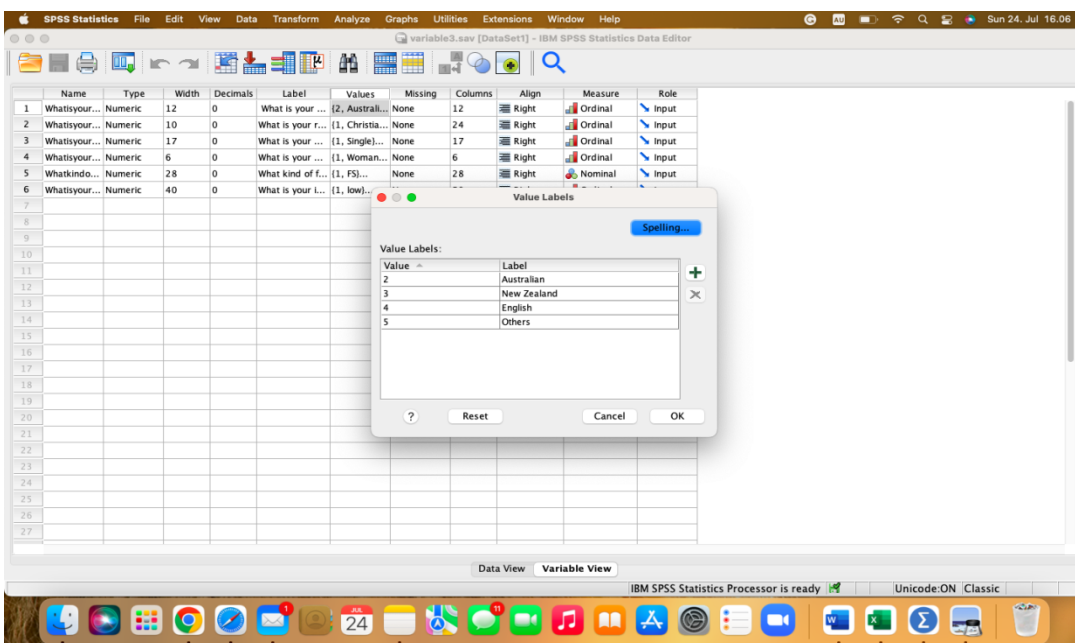 SPSS Statistics File Edit View Data Transform Analyze Graphs Utilities Extensions Window Help AU Sun 24. Jul 16.06
variable3.sav [DataSet1] - IBM SPSS Statistics Data Editor
Name Type Width Decimals Label Values Missing Columns Align Measure Role
1 Whatisyour... Numeric 12 0 What is your ... {2, Australi... None 12 Right Ordinal Input
2 Whatisyour... Numeric 10 0 What is your r... {1, Christia... None 24 Right Ordinal Input
3 Whatisyour... Numeric 17 0 What is your ... {1, Single}... None 17 Right Ordinal Input
4 Whatisyour... Numeric 6 0 What is your ... {1, Woman... None 6 Right Ordinal Input
5 Whatkindo... Numeric 28 0 What kind of f... {1, FS}... None 28 Right Nominal Input
6 Whatisyour... Numeric 40 0 What is your i... {1, low}...
7
8
9
10
11
12
13
14
15
16
17
18
19
20
21
22
23
24
25
26
27
Value Labels
Spelling...
Value Labels:
Value Label
2 Australian
3 New Zealand
4 English
5 Others
? Reset Cancel OK
Data View Variable View
IBM SPSS Statistics Processor is ready Unicode:ON Classic
1
JUL
24
11
W
X
Σ